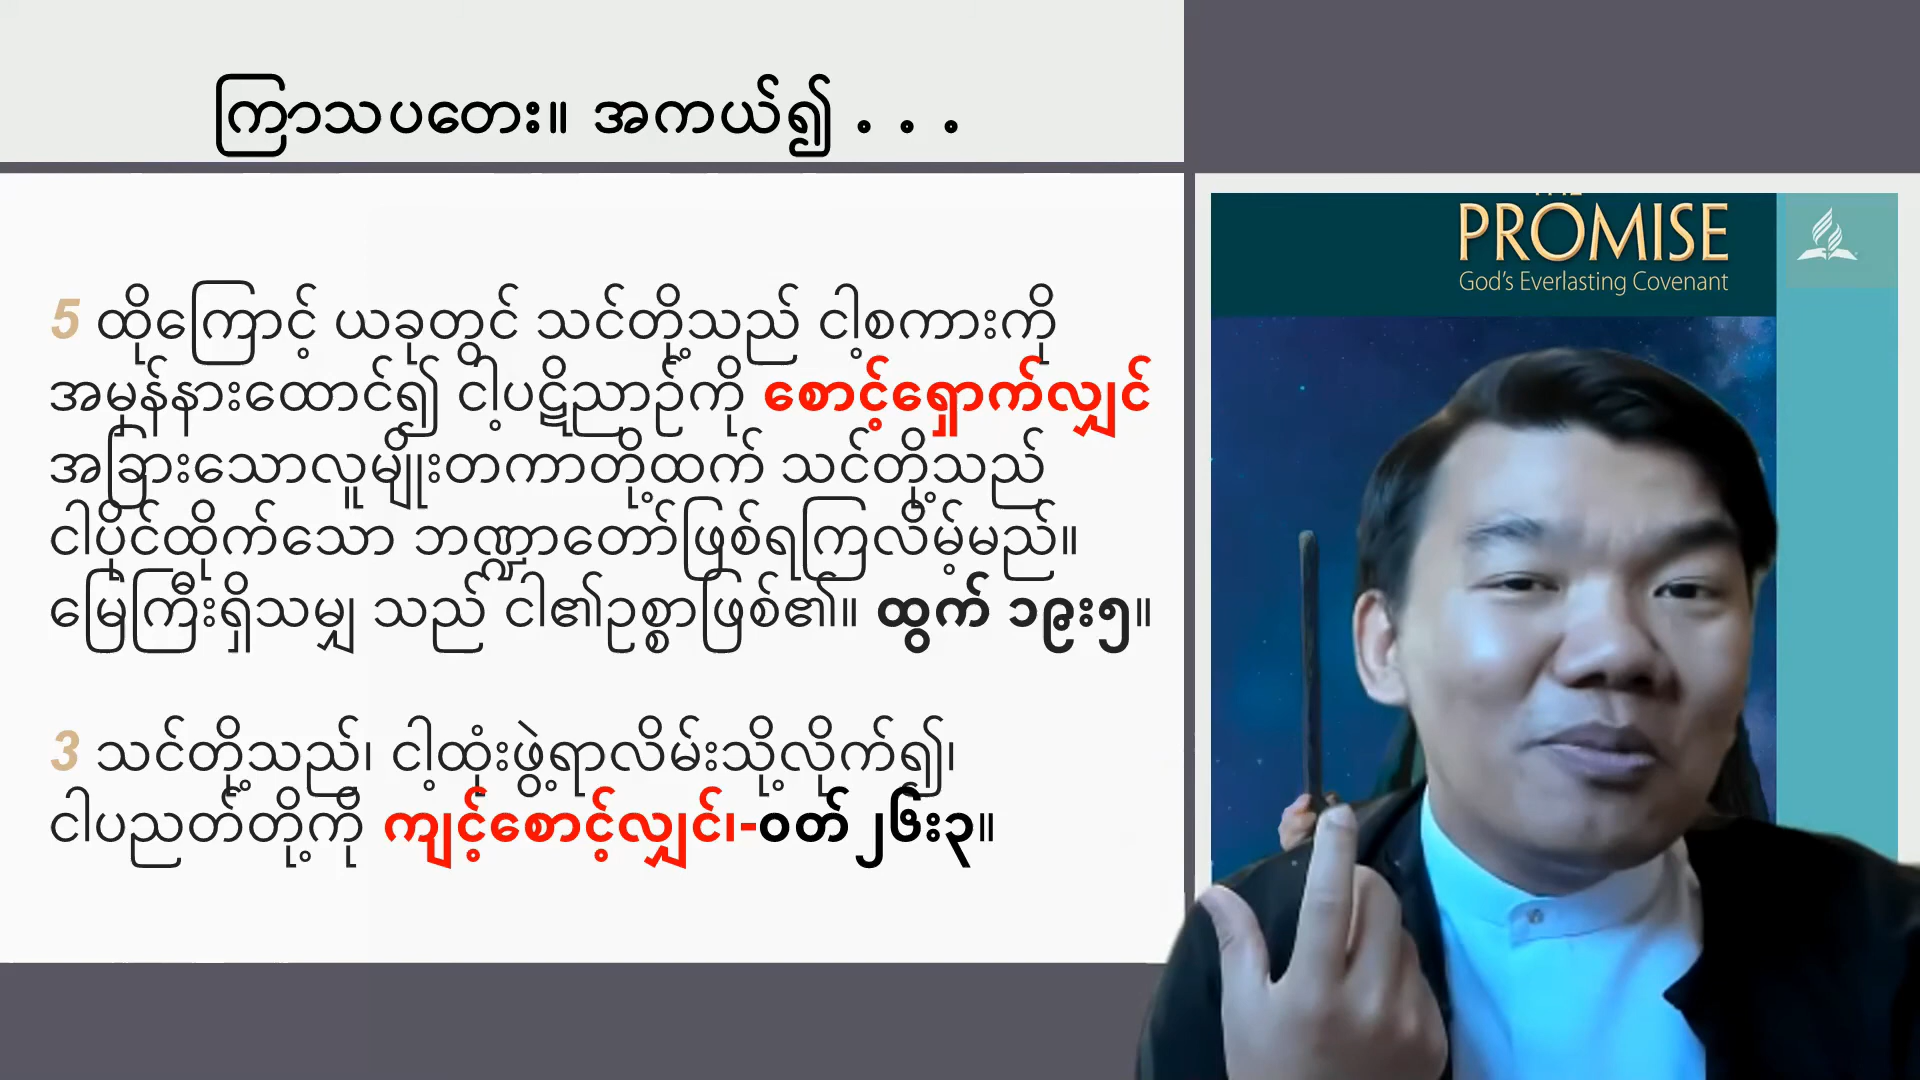 ကြာသပတေး။ အကယ်၍ . . .
5 ထိုကြောင့် ယခုတွင် သင်တို့သည် ငါ့စကားကို
အမှန်နားထောင်၍ ငါ့ပဋိညာဉ်ကို စောင့်ရှောက်လျှင်
အခြားသောလူမျိုးတကာတို့ထက် သင်တို့သည်
ငါပိုင်ထိုက်သော ဘဏ္ဍာတော်ဖြစ်ရကြလိမ့်မည်။
မြေကြီးရှိသမျှ သည် ငါ၏ဥစ္စာဖြစ်၏။ ထွက် ၁၉း၅။
3 သင်တို့သည်၊ ငါ့ထုံးဖွဲ့ရာလိမ်းသို့လိုက်၍၊
ငါပညတ်တို့ကို ကျင့်စောင့်လျှင်၊-ဝတ်၂၆း၃။
PROMISE
God's Everlasting Covenant